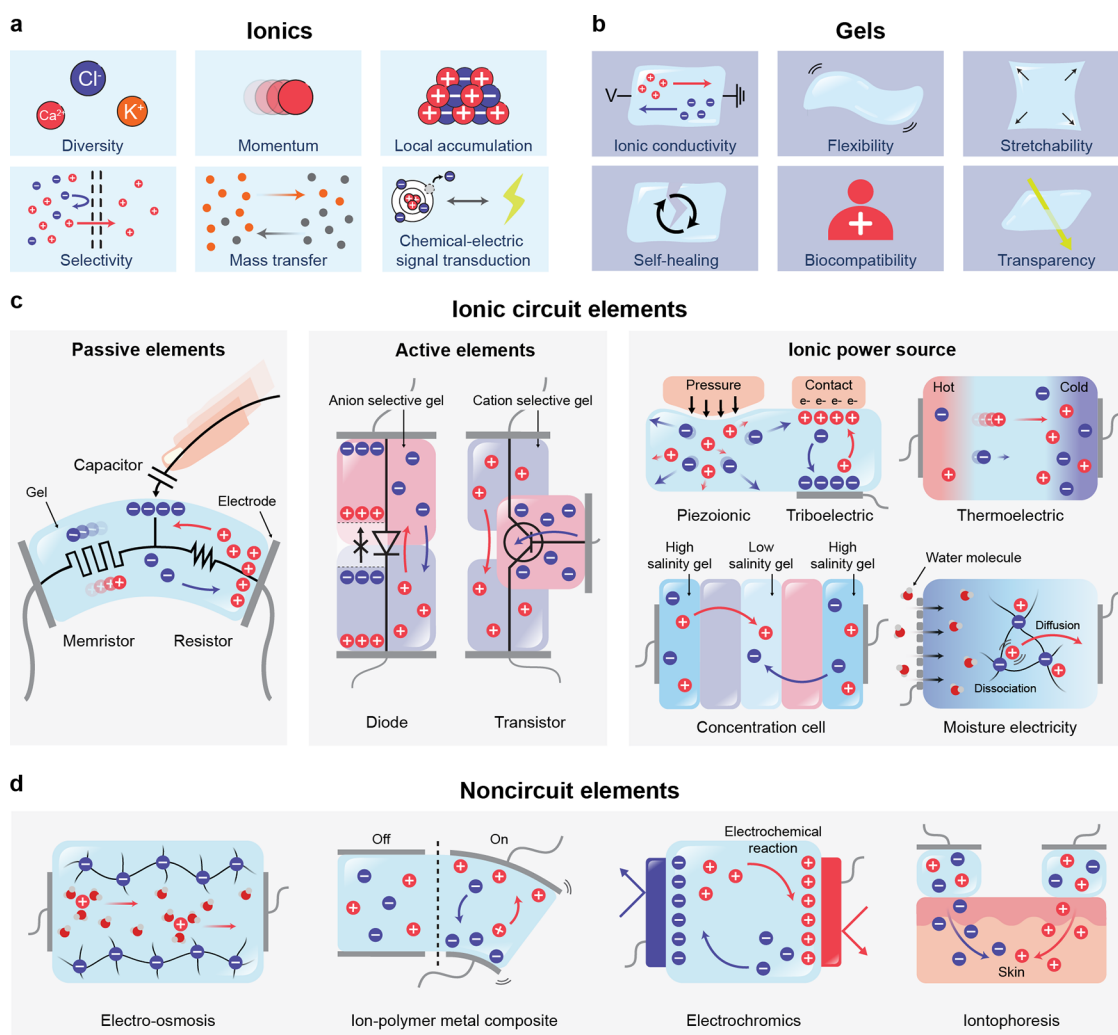 a
Ionics
Cl-
Ca2+
K+
Diversity
Momentum
Local accumulation
Selectivity
Mass transfer
Chemical-electric
signal transduction
b
Gels
V
Ionic conductivity
Flexibility
Stretchability
Self-healing
Biocompatibility
Transparency
c
Ionic circuit elements
Passive elements
Capacitor
Gel
Electrode
Memristor
Resistor
Active elements
Anion selective gel
Cation selective gel
Diode
Transistor
Ionic power source
Pressure
Contact
e- e- e- e-
Piezoionic
Triboelectric
Hot
Cold
Thermoelectric
High
salinity gel
Low
salinity gel
High
salinity gel
Concentration cell
Water molecule
Diffusion
Dissociation
Moisture electricity
d
Noncircuit elements
Electro-osmosis
Off
On
Ion-polymer metal composite
Electrochemical
reaction
Electrochromics
Skin
Iontophoresis